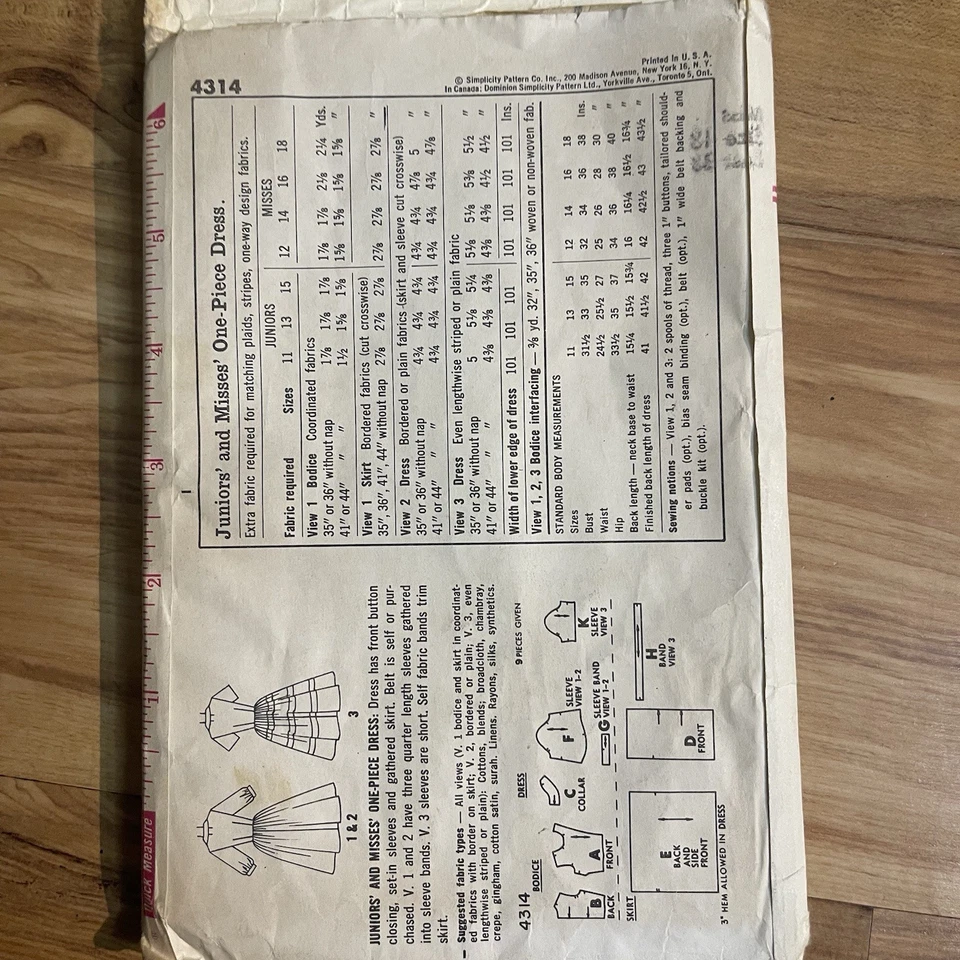 Back Measure 1 2 3 4 5 6
1 & 2
3
JUNIORS' AND MISSES' ONE-PIECE DRESS: Dress has front button
closing, set-in sleeves and gathered skirt. Belt is self or pur-
chased. V. 1 and 2 have three quarter length sleeves gathered
into sleeve bands. V. 3 sleeves are short. Self fabric bands trim
skirt.
Suggested fabric types — All views (V. 1 bodice and skirt in coordinat-
ed fabrics with border on skirt; V. 2, bordered or plain; V. 3, even
lengthwise striped or plain): Cottons, blends; broadcloth, chambray,
crepe, gingham, cotton satin, surah. Linens. Rayons, silks, synthetics.
4314 DRESS 9 PIECES GIVEN
BODICE
B
BACK
A
FRONT
C
COLLAR
F
SLEEVE
VIEW 1-2
G SLEEVE BAND
VIEW 1-2
K
SLEEVE
VIEW 3
SKIRT
E
BACK
AND
SIDE
FRONT
D
FRONT
H
BAND
VIEW 3
3" HEM ALLOWED IN DRESS
4314
Juniors' and Misses' One-Piece Dress.
Extra fabric required for matching plaids, stripes, one-way design fabrics.
JUNIORS MISSES
Fabric required Sizes 11 13 15 12 14 16 18
View 1 Bodice Coordinated fabrics
35" or 36" without nap 1⅞ 1⅞ 1⅞ 1⅞ 1⅞ 2⅛ 2¼ Yds.
41" or 44" " " 1½ 1⅝ 1⅝ 1⅝ 1⅝ 1⅝ 1⅝ "
View 1 Skirt Bordered fabrics (cut crosswise)
35", 36", 41", 44" without nap 2⅞ 2⅞ 2⅞ 2⅞ 2⅞ 2⅞ 2⅞ "
View 2 Dress Bordered or plain fabrics-(skirt and sleeve cut crosswise)
35" or 36" without nap 4¾ 4¾ 4¾ 4¾ 4¾ 4⅞ 5 "
41" or 44" " " 4¾ 4¾ 4¾ 4¾ 4¾ 4¾ 4⅞ "
View 3 Dress Even lengthwise striped or plain fabric
35" or 36" without nap 5 5⅛ 5¼ 5⅛ 5⅛ 5⅜ 5½ "
41" or 44" " " 4⅜ 4⅜ 4⅜ 4⅜ 4⅜ 4½ 4½ "
Width of lower edge of dress 101 101 101 101 101 101 101 Ins.
View 1, 2, 3 Bodice interfacing — ⅜ yd. 32", 35", 36" woven or non-woven fab.
STANDARD BODY MEASUREMENTS
Sizes 11 13 15 12 14 16 18
Bust 31½ 33 35 32 34 36 38 Ins.
Waist 24½ 25½ 27 25 26 28 30 "
Hip 33½ 35 37 34 36 38 40 "
Back length — neck base to waist 15¼ 15½ 15¾ 16 16¼ 16½ 16¾ "
Finished back length of dress 41 41½ 42 42 42½ 43 43½ "
Sewing notions — View 1, 2 and 3: 2 spools of thread, three 1" buttons, tailored should-
er pads (opt.), bias seam binding (opt.), belt (opt.), 1" wide belt backing and
buckle kit (opt.).
Printed in U. S. A.
© Simplicity Pattern Co. Inc., 200 Madison Avenue, New York 16, N. Y.
In Canada: Dominion Simplicity Pattern Ltd., Yorkville Ave., Toronto 5, Ont.